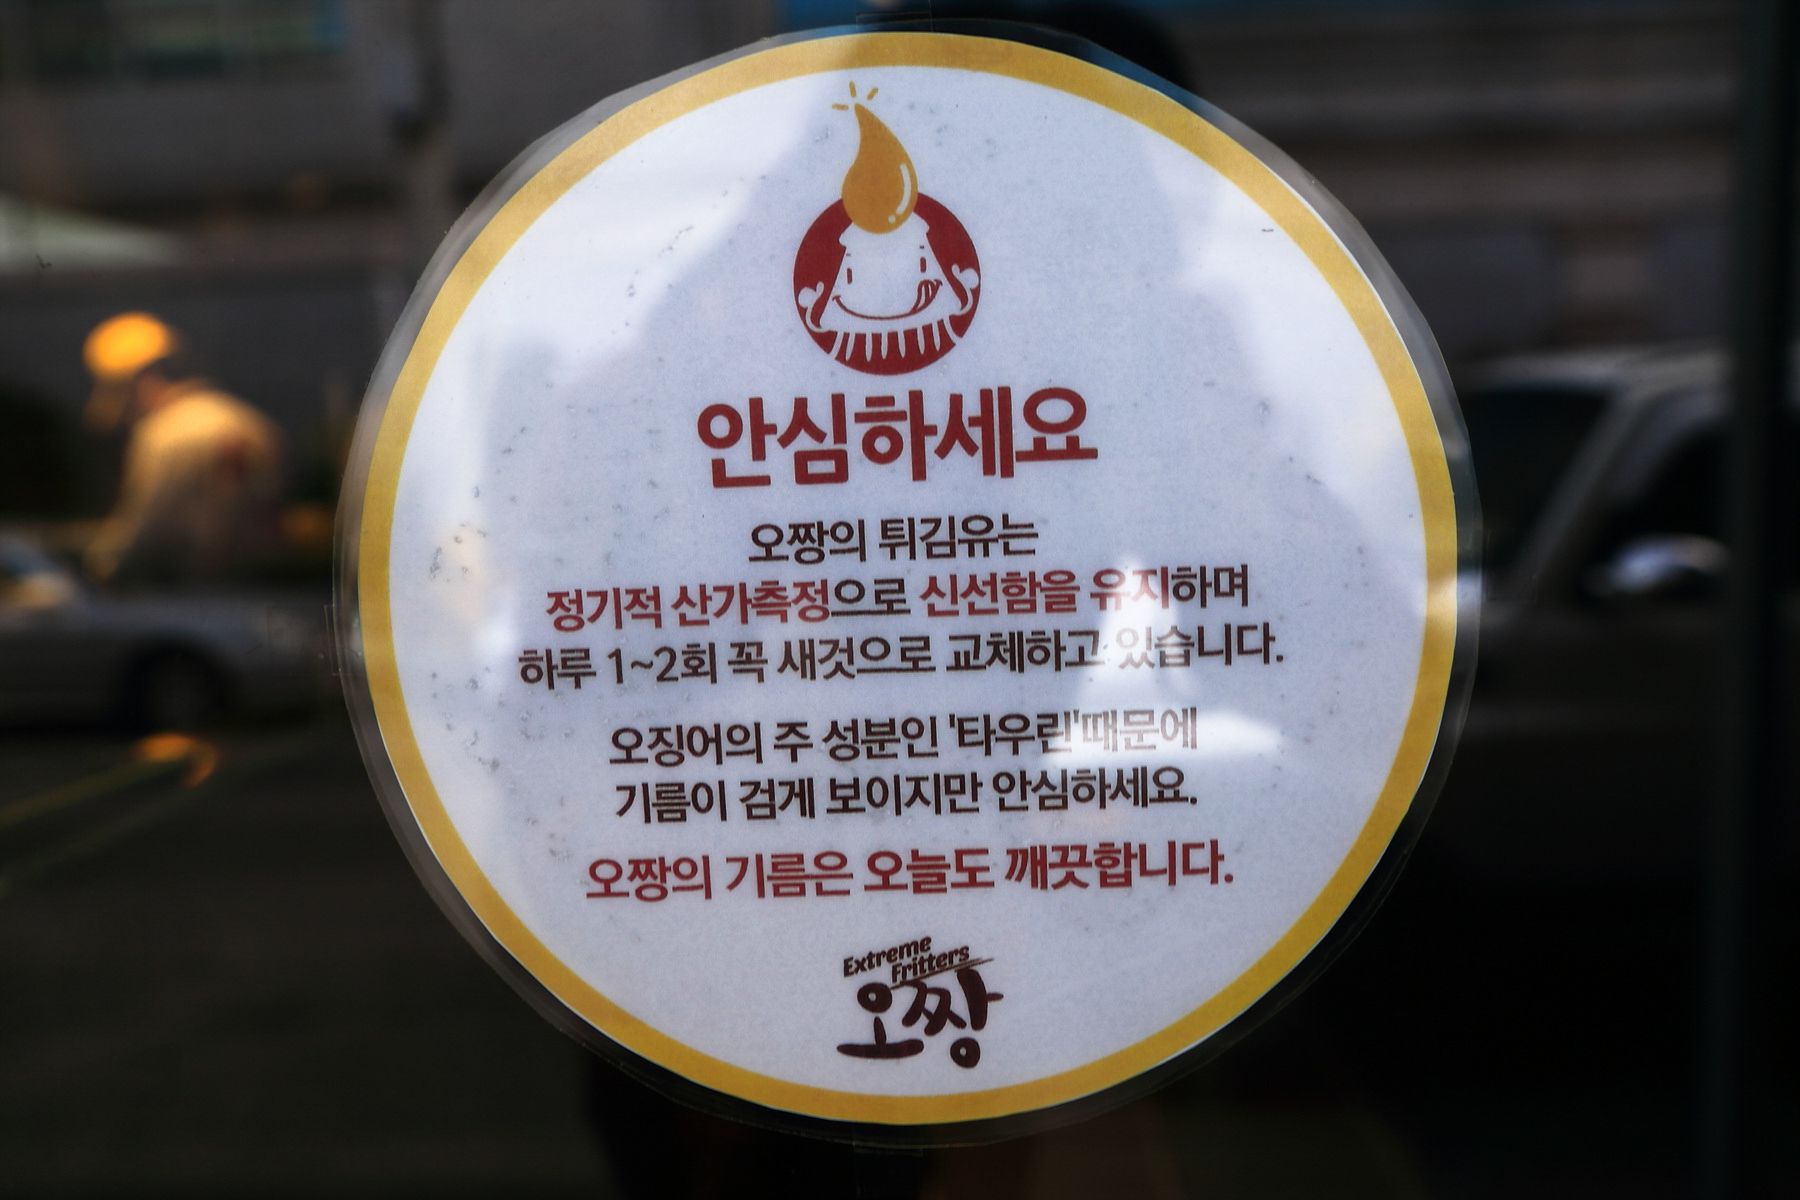 안심하세요
오짱의 튀김유는
정기적 산가측정으로 신선함을 유지하며
하루 1~2회 꼭 새것으로 교체하고 있습니다.
오징어의 주 성분인 '타우린'때문에
기름이 검게 보이지만 안심하세요.
오짱의 기름은 오늘도 깨끗합니다.
Extreme
Fritters
오짱